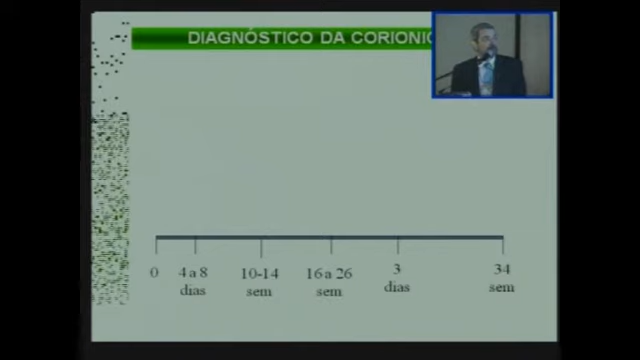 DIAGNÓSTICO DA CORIONIC
0 4 a 8 10-14 16 a 26 3 34
dias sem sem dias sem